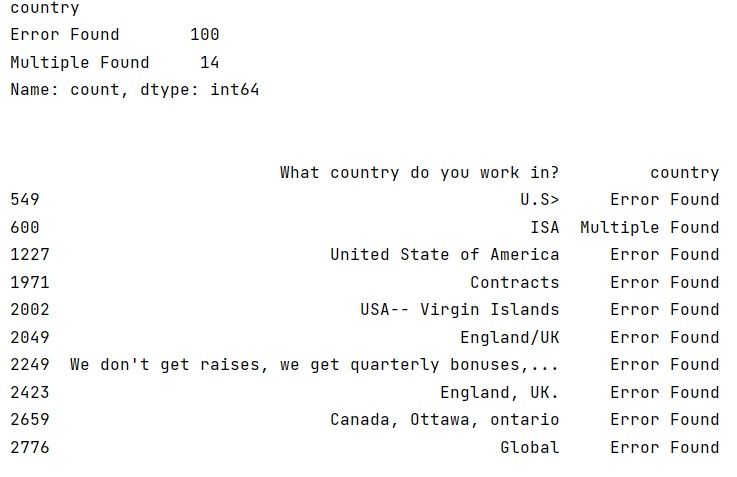 country
Error Found 100
Multiple Found 14
Name: count, dtype: int64
What country do you work in? country
549 U.S> Error Found
600 ISA Multiple Found
1227 United State of America Error Found
1971 Contracts Error Found
2002 USA-- Virgin Islands Error Found
2049 England/UK Error Found
2249 We don't get raises, we get quarterly bonuses,... Error Found
2423 England, UK. Error Found
2659 Canada, Ottawa, ontario Error Found
2776 Global Error Found